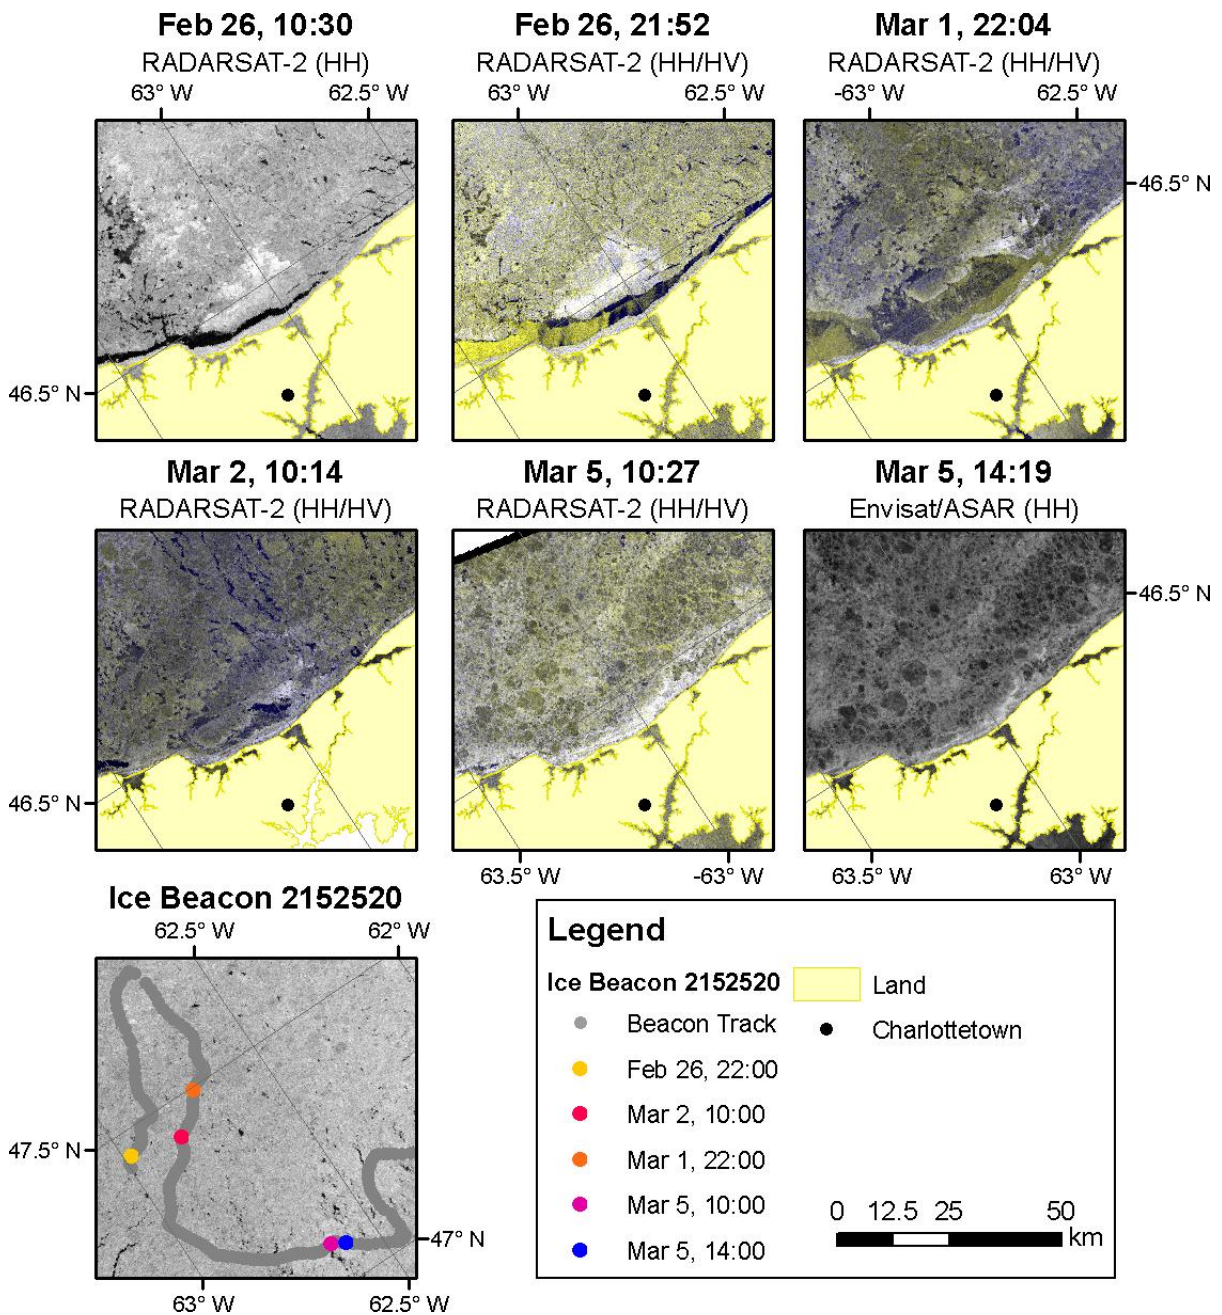 Feb 26, 10:30
RADARSAT-2 (HH)
63° W 62.5° W
Feb 26, 21:52
RADARSAT-2 (HH/HV)
63° W 62.5° W
Mar 1, 22:04
RADARSAT-2 (HH/HV)
-63° W 62.5° W
46.5° N
46.5° N
Mar 2, 10:14
RADARSAT-2 (HH/HV)
Mar 5, 10:27
RADARSAT-2 (HH/HV)
Mar 5, 14:19
Envisat/ASAR (HH)
46.5° N
46.5° N
63.5° W -63° W
63.5° W 63° W
Ice Beacon 2152520
62.5° W 62° W
47.5° N
47° N
63° W 62.5° W
Legend
Ice Beacon 2152520
Beacon Track
Feb 26, 22:00
Mar 2, 10:00
Mar 1, 22:00
Mar 5, 10:00
Mar 5, 14:00
Land
Charlottetown
0 12.5 25 50
km